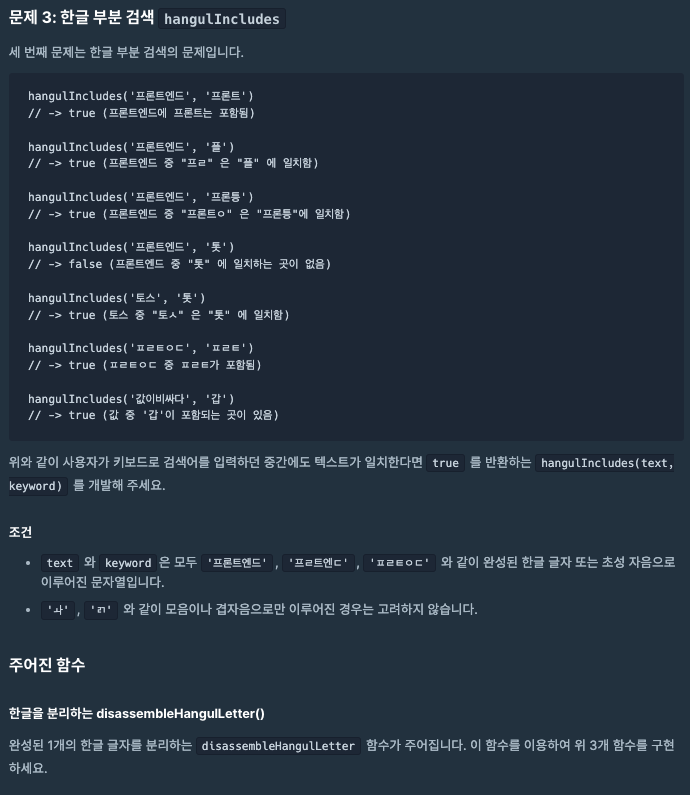 문제 3: 한글 부분 검색 hangulIncludes
세 번째 문제는 한글 부분 검색의 문제입니다.
hangulIncludes('프론트엔드', '프론트')
// -> true (프론트엔드에 프론트는 포함됨)
hangulIncludes('프론트엔드', '플')
// -> true (프론트엔드 중 "프ㄹ" 은 "플" 에 일치함)
hangulIncludes('프론트엔드', '프론틍')
// -> true (프론트엔드 중 "프론트ㅇ" 은 "프론틍"에 일치함)
hangulIncludes('프론트엔드', '톳')
// -> false (프론트엔드 중 "톳" 에 일치하는 곳이 없음)
hangulIncludes('토스', '톳')
// -> true (토스 중 "토ㅅ" 은 "톳" 에 일치함)
hangulIncludes('ㅍㄹㅌㅇㄷ', 'ㅍㄹㅌ')
// -> true (ㅍㄹㅌㅇㄷ 중 ㅍㄹㅌ가 포함됨)
hangulIncludes('값이비싸다', '갑')
// -> true (값 중 '갑'이 포함되는 곳이 있음)
위와 같이 사용자가 키보드로 검색어를 입력하던 중간에도 텍스트가 일치한다면 true 를 반환하는 hangulIncludes(text,
keyword) 를 개발해 주세요.
조건
• text 와 keyword 은 모두 '프론트엔드', '프ㄹ트엔ㄷ', 'ㅍㄹㅌㅇㄷ' 와 같이 완성된 한글 글자 또는 초성 자음으로
이루어진 문자열입니다.
• 'ㅘ', 'ㄺ' 와 같이 모음이나 겹자음으로만 이루어진 경우는 고려하지 않습니다.
주어진 함수
한글을 분리하는 disassembleHangulLetter()
완성된 1개의 한글 글자를 분리하는 disassembleHangulLetter 함수가 주어집니다. 이 함수를 이용하여 위 3개 함수를 구현
하세요.